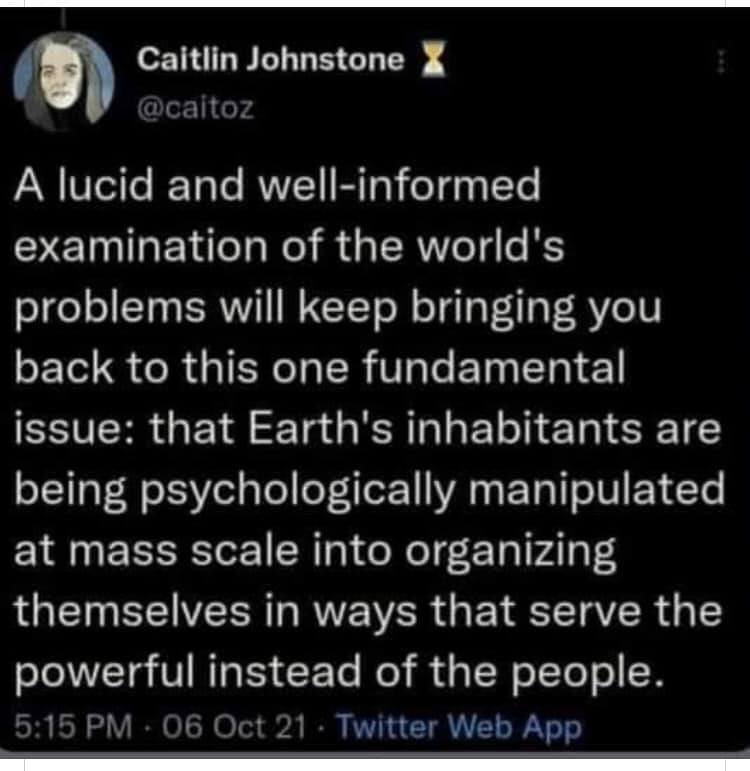 Caitlin Johnstone ⏳
@caitoz
A lucid and well-informed
examination of the world's
problems will keep bringing you
back to this one fundamental
issue: that Earth's inhabitants are
being psychologically manipulated
at mass scale into organizing
themselves in ways that serve the
powerful instead of the people.
5:15 PM · 06 Oct 21 · Twitter Web App